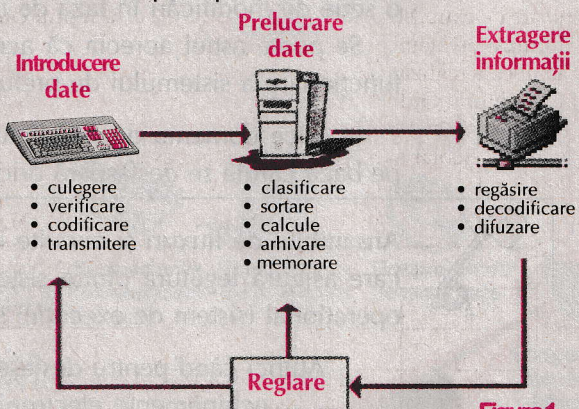 Introducere
date
• culegere
• verificare
• codificare
• transmitere
Prelucrare
date
• clasificare
• sortare
• calcule
• arhivare
• memorare
Extragere
informații
• regăsire
• decodificare
• difuzare
Reglare